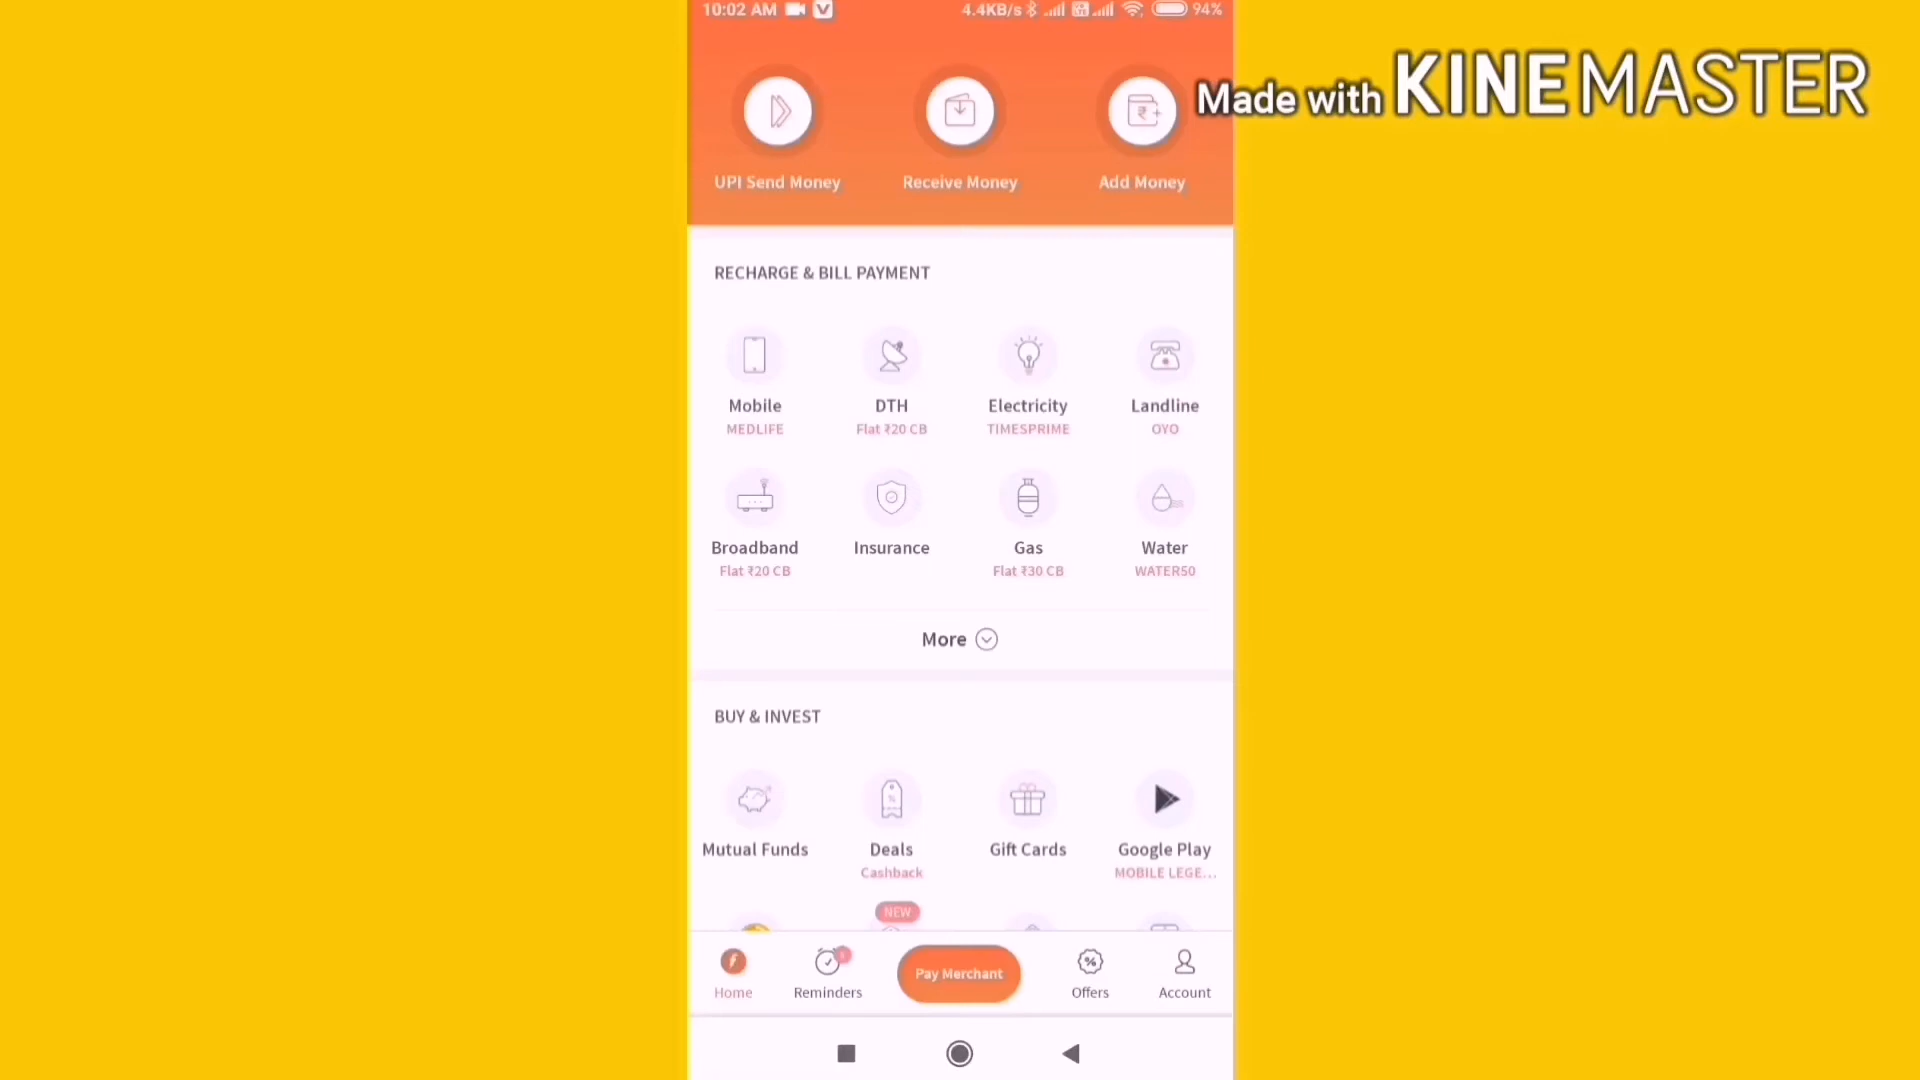 10:02 AM
4.4KB/s
94%
Made with KINEMASTER
UPI Send Money
Receive Money
Add Money
RECHARGE & BILL PAYMENT
Mobile
DTH
Electricity
Landline
MEDLIFE
Flat ₹20 CB
TIMESPRIME
OYO
Broadband
Insurance
Gas
Water
Flat ₹20 CB
Flat ₹30 CB
WATER50
More
BUY & INVEST
Mutual Funds
Deals
Gift Cards
Google Play
Cashback
MOBILE LEGE...
NEW
Home
Reminders
Pay Merchant
Offers
Account